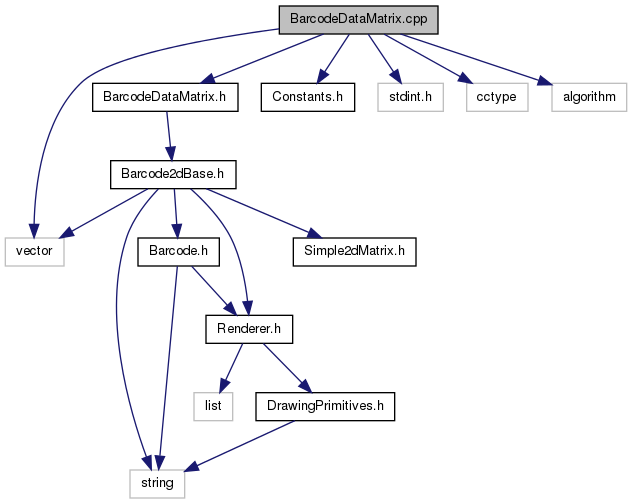 BarcodeDataMatrix.cpp
BarcodeDataMatrix.h
Constants.h
stdint.h
cctype
algorithm
Barcode2dBase.h
vector
Barcode.h
Simple2dMatrix.h
Renderer.h
list
DrawingPrimitives.h
string